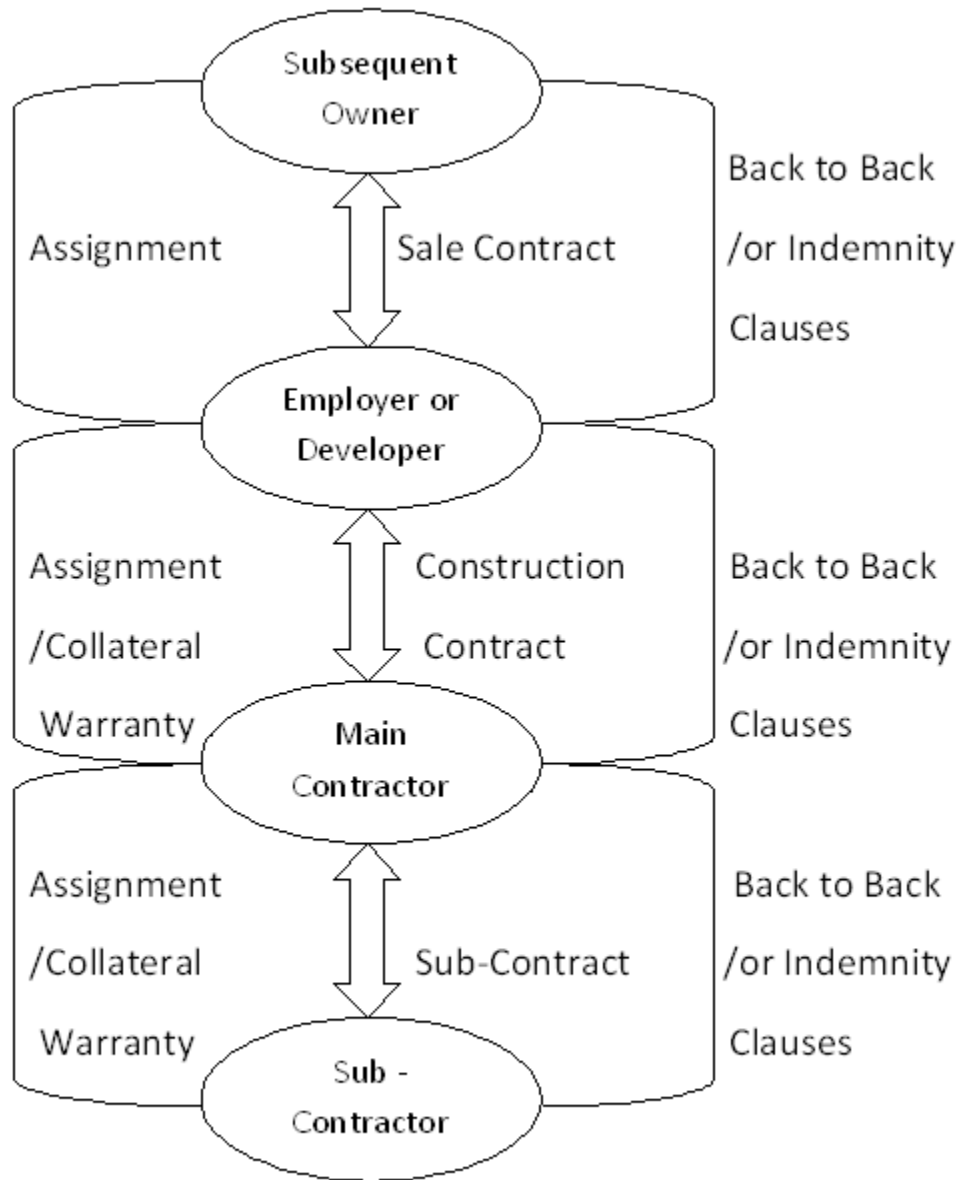 Subsequent
Owner
Assignment
Sale Contract
Back to Back
/or Indemnity
Clauses
Employer or
Developer
Assignment
/Collateral
Warranty
Construction
Contract
Back to Back
/or Indemnity
Clauses
Main
Contractor
Assignment
/Collateral
Warranty
Sub-Contract
Back to Back
/or Indemnity
Clauses
Sub -
Contractor